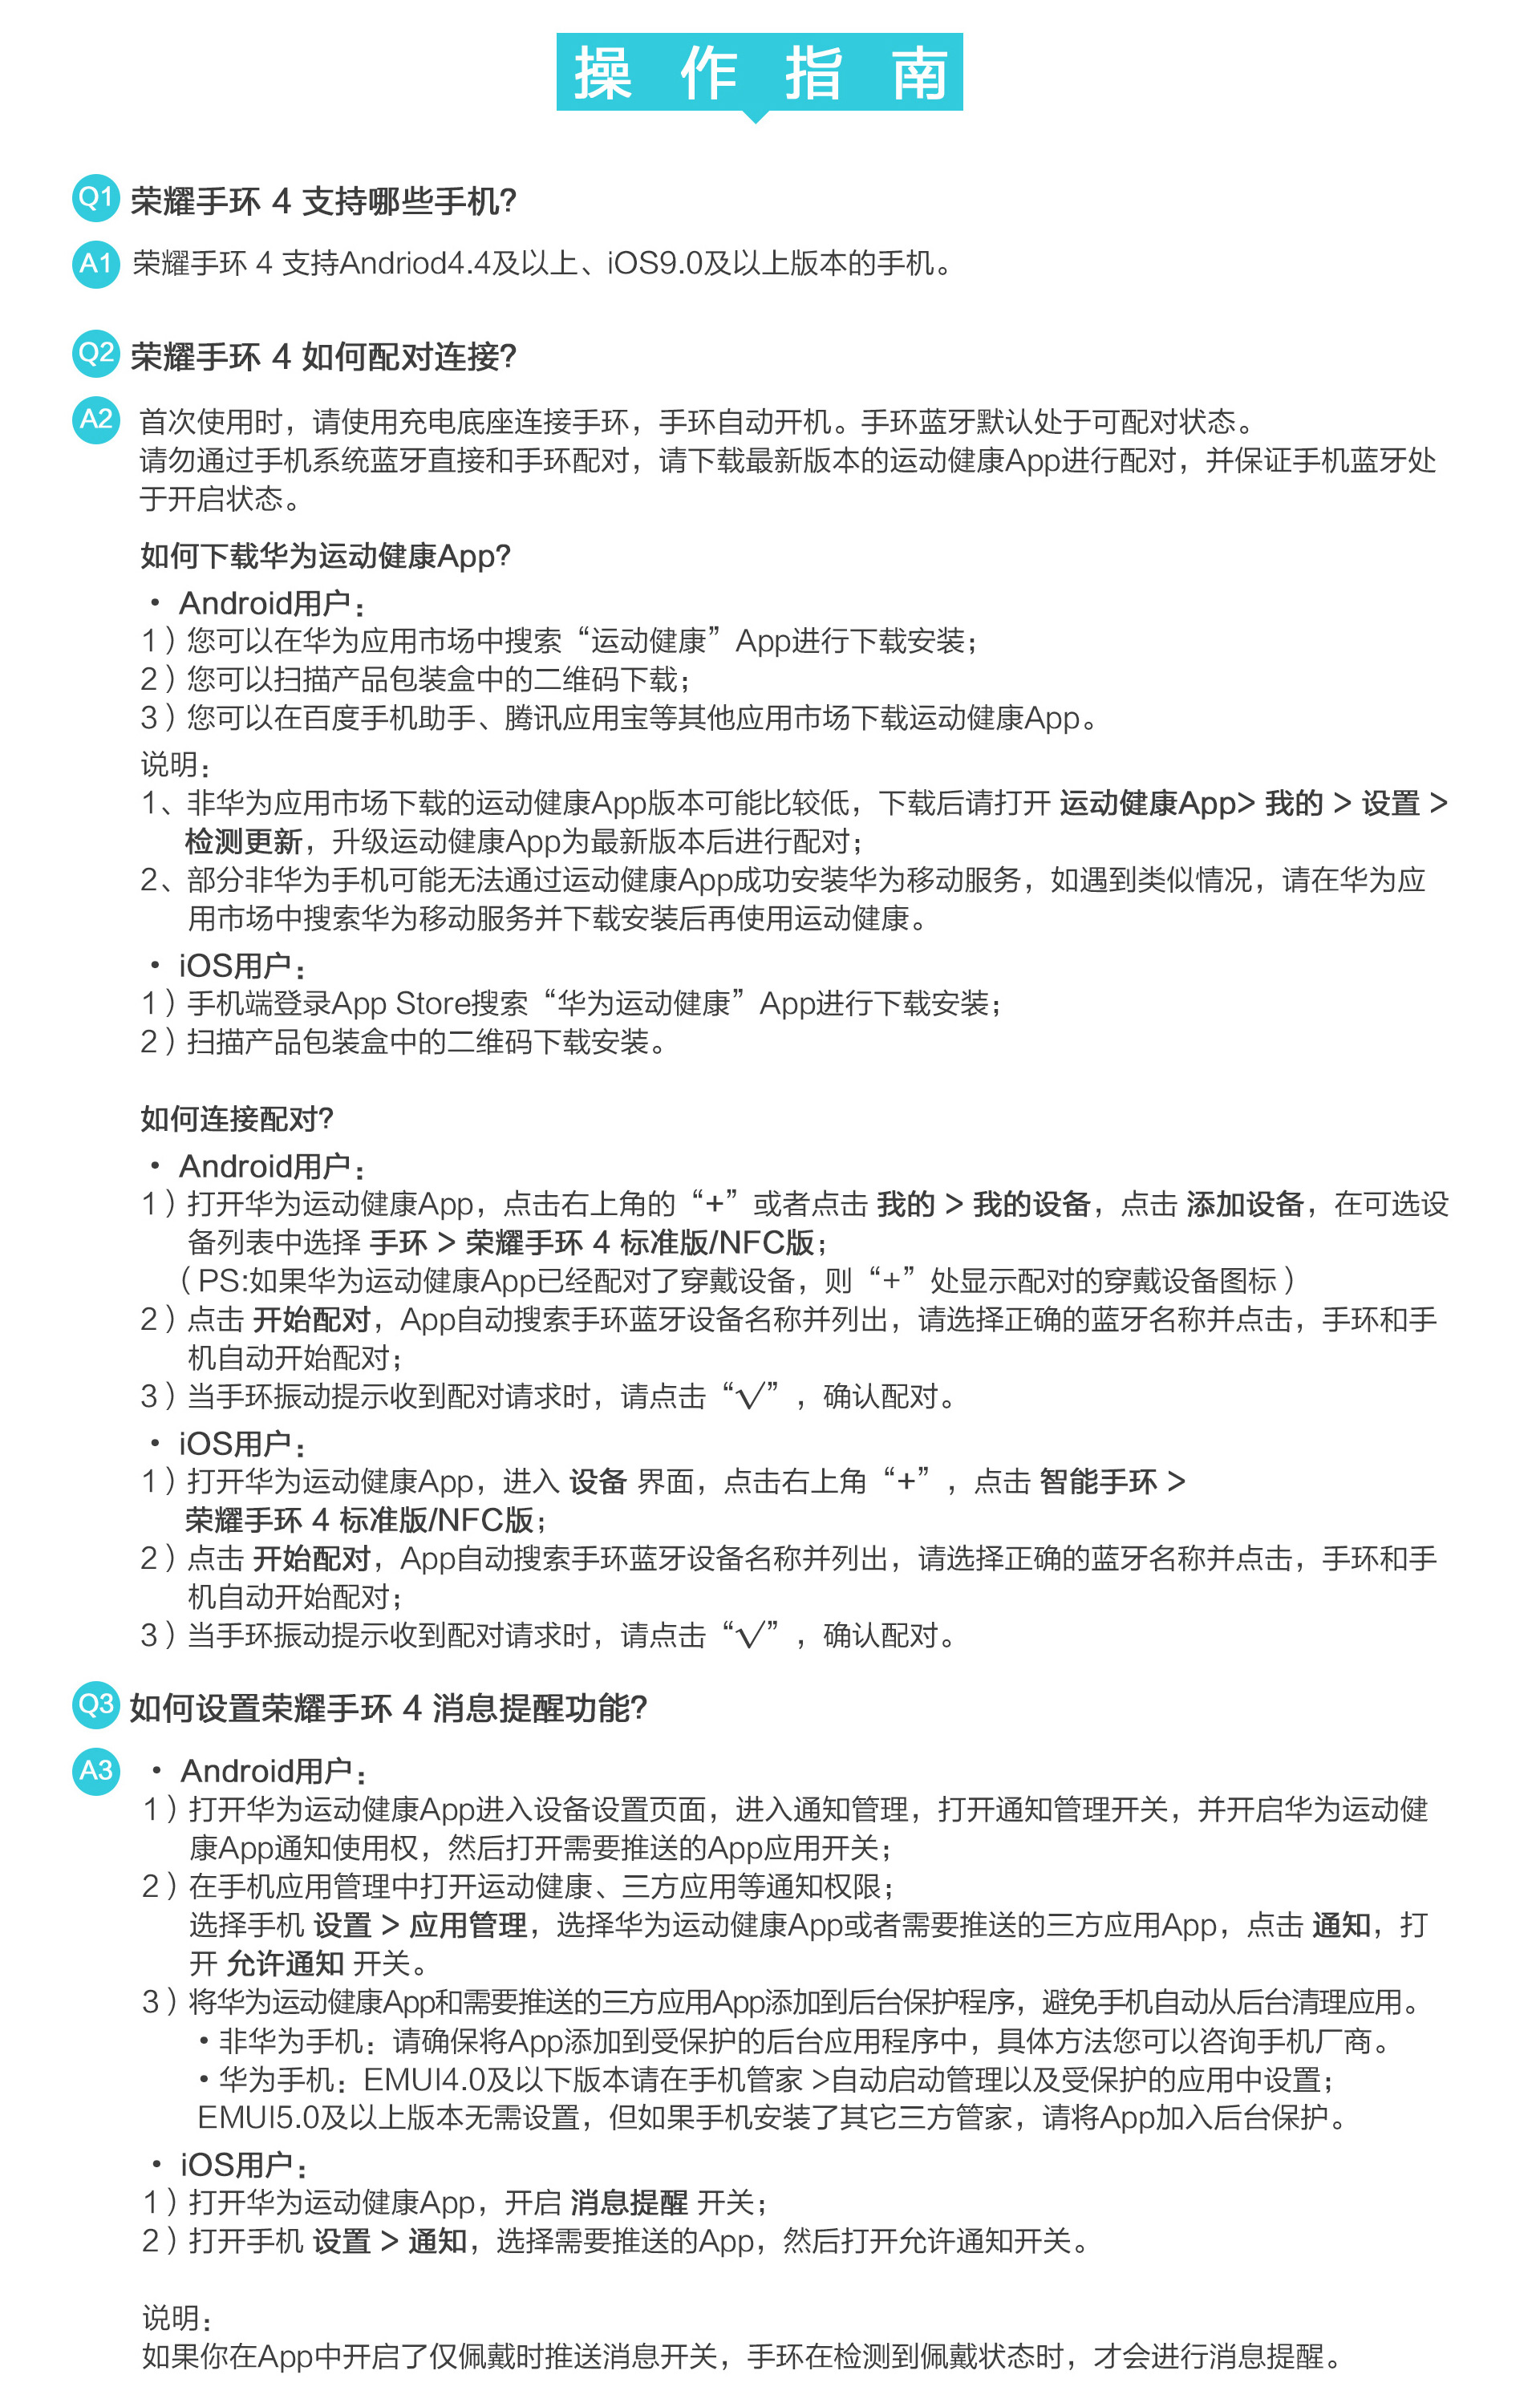 操作指南
Q1 荣耀手环 4 支持哪些手机？
A1 荣耀手环 4 支持Andriod4.4及以上、iOS9.0及以上版本的手机。
Q2 荣耀手环 4 如何配对连接？
A2 首次使用时，请使用充电底座连接手环，手环自动开机。手环蓝牙默认处于可配对状态。
请勿通过手机系统蓝牙直接和手环配对，请下载最新版本的运动健康App进行配对，并保证手机蓝牙处
于开启状态。
如何下载华为运动健康App？
• Android用户：
1）您可以在华为应用市场中搜索“运动健康”App进行下载安装；
2）您可以扫描产品包装盒中的二维码下载；
3）您可以在百度手机助手、腾讯应用宝等其他应用市场下载运动健康App。
说明：
1、非华为应用市场下载的运动健康App版本可能比较低，下载后请打开 运动健康App> 我的 > 设置 >
检测更新，升级运动健康App为最新版本后进行配对；
2、部分非华为手机可能无法通过运动健康App成功安装华为移动服务，如遇到类似情况，请在华为应
用市场中搜索华为移动服务并下载安装后再使用运动健康。
• iOS用户：
1）手机端登录App Store搜索“华为运动健康”App进行下载安装；
2）扫描产品包装盒中的二维码下载安装。
如何连接配对？
• Android用户：
1）打开华为运动健康App，点击右上角的“+”或者点击 我的 > 我的设备，点击 添加设备，在可选设
备列表中选择 手环 > 荣耀手环 4 标准版/NFC版；
（PS:如果华为运动健康App已经配对了穿戴设备，则“+”处显示配对的穿戴设备图标）
2）点击 开始配对，App自动搜索手环蓝牙设备名称并列出，请选择正确的蓝牙名称并点击，手环和手
机自动开始配对；
3）当手环振动提示收到配对请求时，请点击“√”，确认配对。
• iOS用户：
1）打开华为运动健康App，进入 设备 界面，点击右上角“+”，点击 智能手环 >
荣耀手环 4 标准版/NFC版；
2）点击 开始配对，App自动搜索手环蓝牙设备名称并列出，请选择正确的蓝牙名称并点击，手环和手
机自动开始配对；
3）当手环振动提示收到配对请求时，请点击“√”，确认配对。
Q3 如何设置荣耀手环 4 消息提醒功能？
A3 • Android用户：
1）打开华为运动健康App进入设备设置页面，进入通知管理，打开通知管理开关，并开启华为运动健
康App通知使用权，然后打开需要推送的App应用开关；
2）在手机应用管理中打开运动健康、三方应用等通知权限；
选择手机 设置 > 应用管理，选择华为运动健康App或者需要推送的三方应用App，点击 通知，打
开 允许通知 开关。
3）将华为运动健康App和需要推送的三方应用App添加到后台保护程序，避免手机自动从后台清理应用。
• 非华为手机：请确保将App添加到受保护的后台应用程序中，具体方法您可以咨询手机厂商。
• 华为手机：EMUI4.0及以下版本请在手机管家 >自动启动管理以及受保护的应用中设置；
EMUI5.0及以上版本无需设置，但如果手机安装了其它三方管家，请将App加入后台保护。
• iOS用户：
1）打开华为运动健康App，开启 消息提醒 开关；
2）打开手机 设置 > 通知，选择需要推送的App，然后打开允许通知开关。
说明：
如果你在App中开启了仅佩戴时推送消息开关，手环在检测到佩戴状态时，才会进行消息提醒。